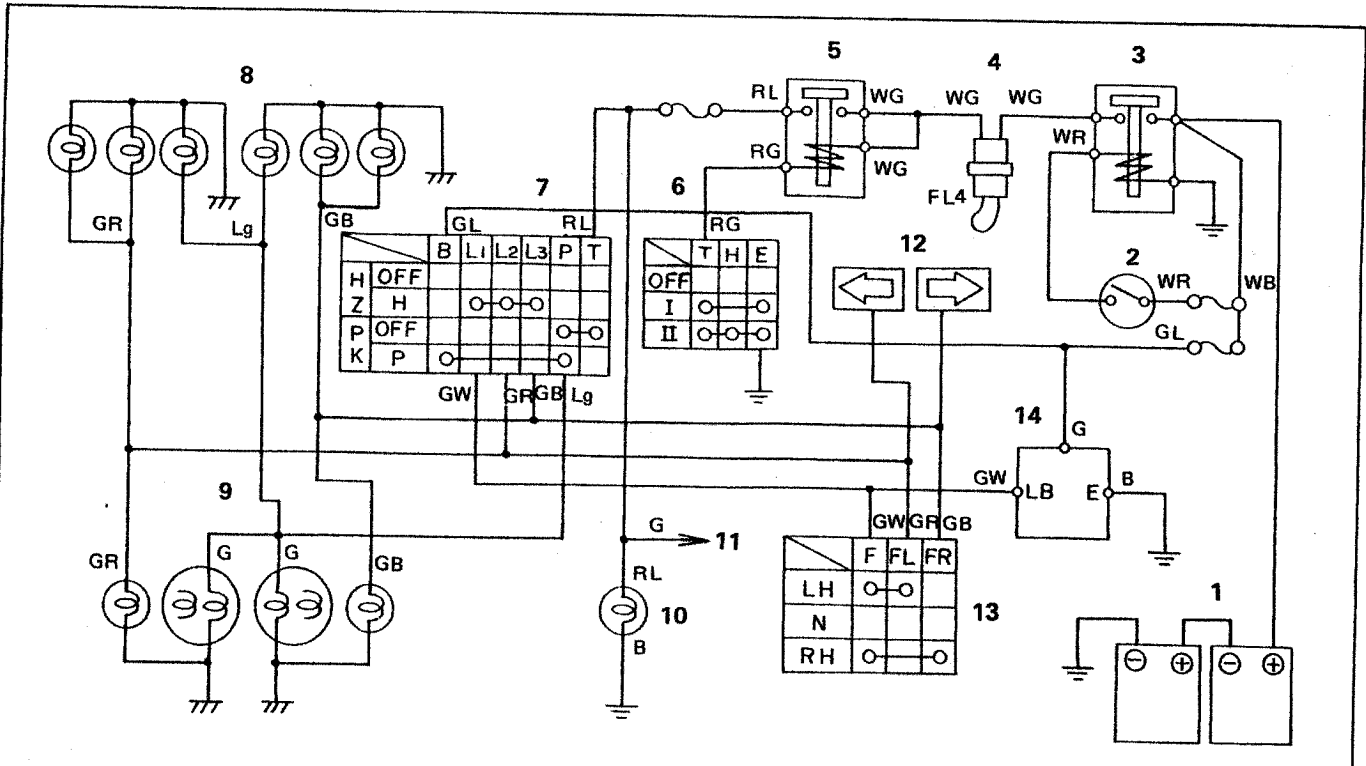 5
4
3
8
RL
WG
WG
WG
WR
RG
WG
FL4
7
6
GR
Lg
GB
GL
RL
RG
12
B L1 L2 L3 P T
T H E
2
H OFF
OFF
WR
WB
Z H
I
P OFF
II
GL
K P
GW
GR
GB
Lg
14
G
9
GW
LB
E
B
G
11
GW
GR
GB
GR
G
G
GB
F FL FR
RL
LH
1
10
N
13
B
RH
⊖ ⊕ ⊖ ⊕